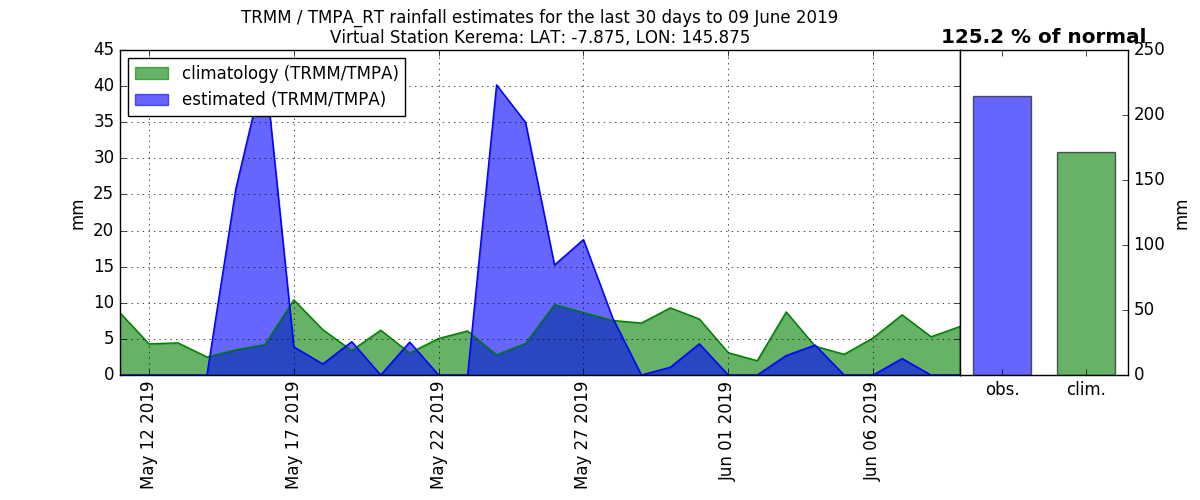 TRMM / TMPA_RT rainfall estimates for the last 30 days to 09 June 2019
Virtual Station Kerema: LAT: -7.875, LON: 145.875
125.2 % of normal
climatology (TRMM/TMPA)
estimated (TRMM/TMPA)
mm
45
40
35
30
25
20
15
10
5
0
May 12 2019
May 17 2019
May 22 2019
May 27 2019
Jun 01 2019
Jun 06 2019
obs.
clim.
250
200
150
100
50
0
mm